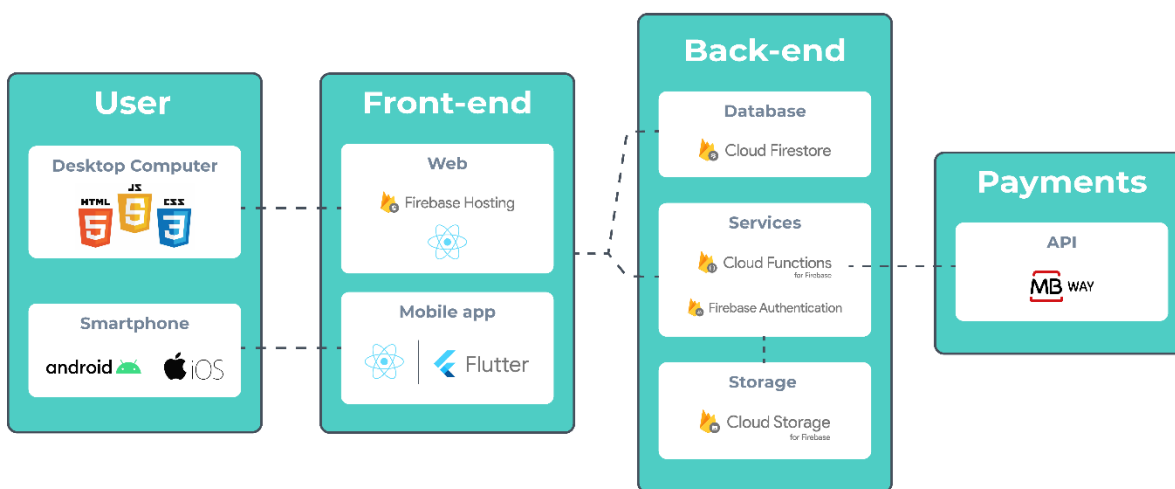 User
Desktop Computer
HTML
5
JS
5
CSS
3
Smartphone
android
iOS
Front-end
Web
Firebase Hosting
Mobile app
Flutter
Back-end
Database
Cloud Firestore
Services
Cloud Functions
for Firebase
Firebase Authentication
Storage
Cloud Storage
for Firebase
Payments
API
MB WAY